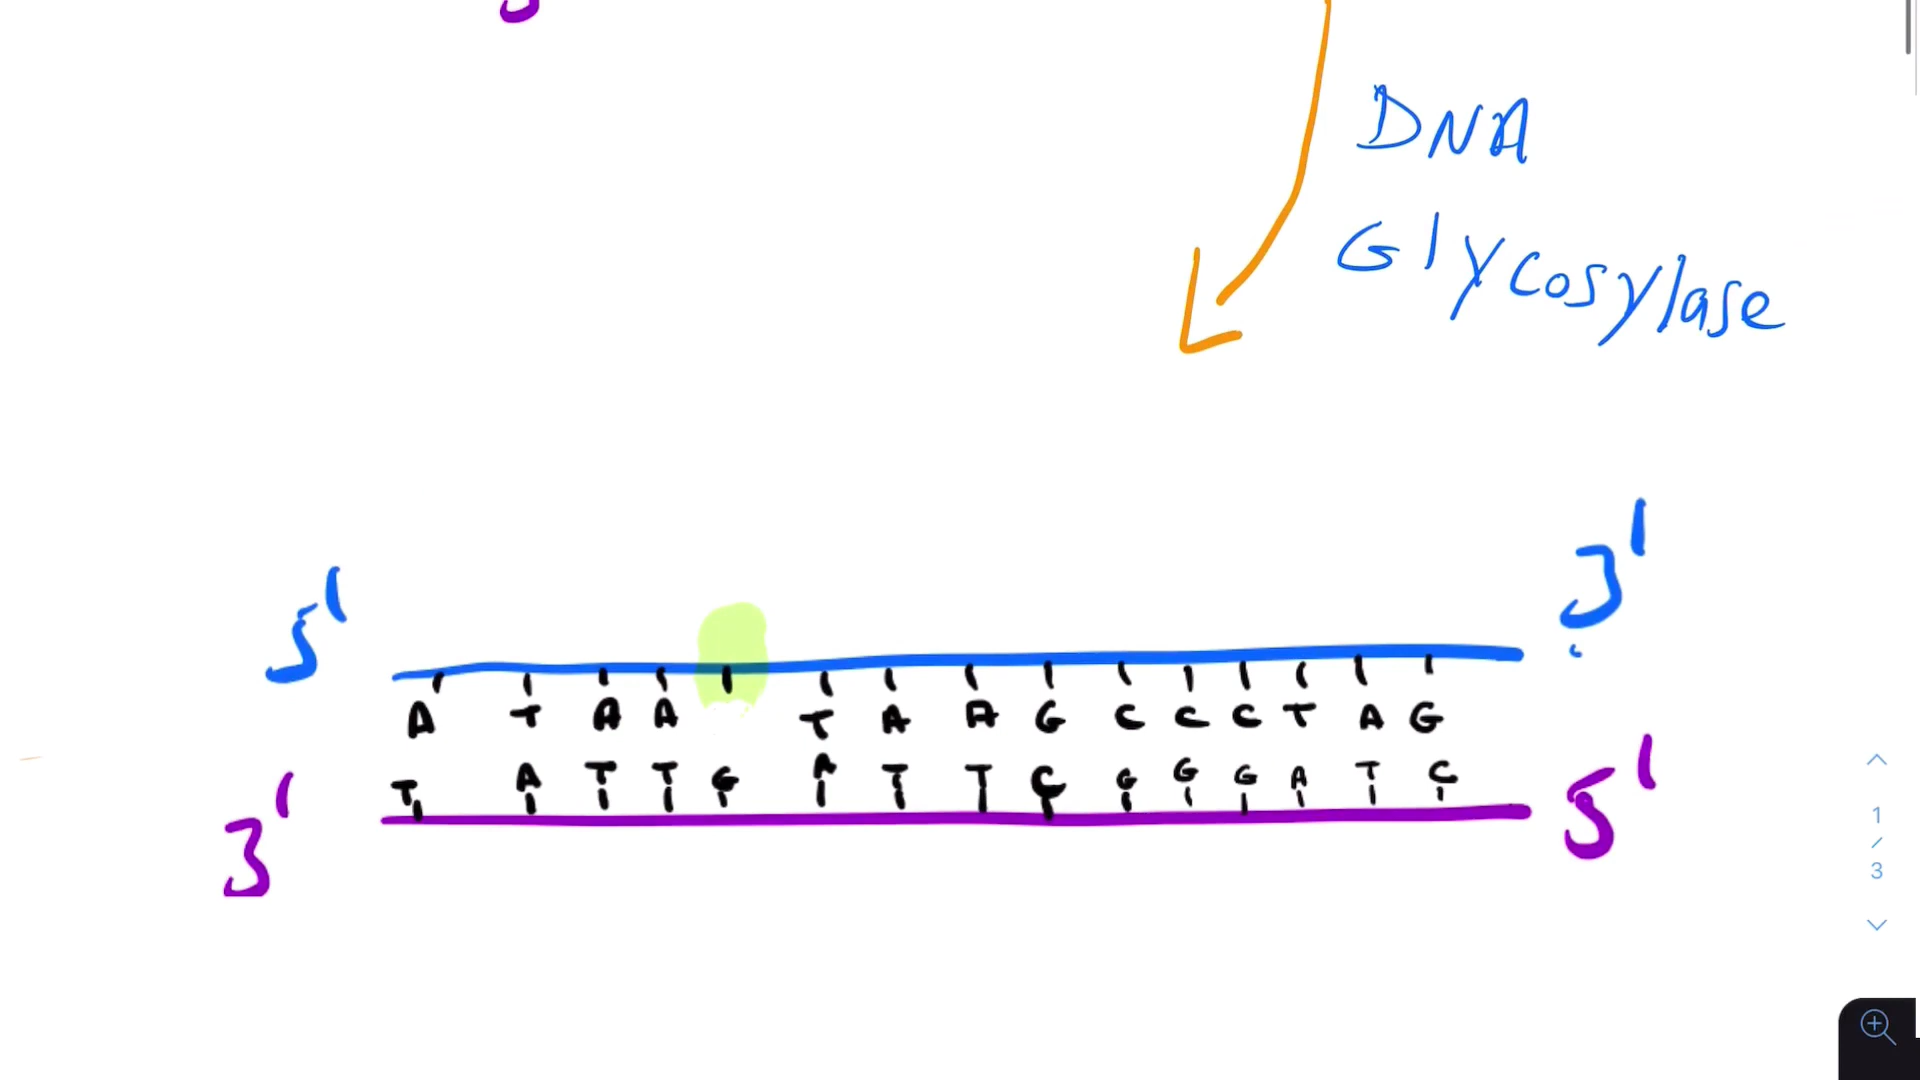 DNA
Glycosylase
5' 3'
A T A A T A A G C C C T A G
T A T T G A T T C G G G A T C
3' 5'
1
/
3